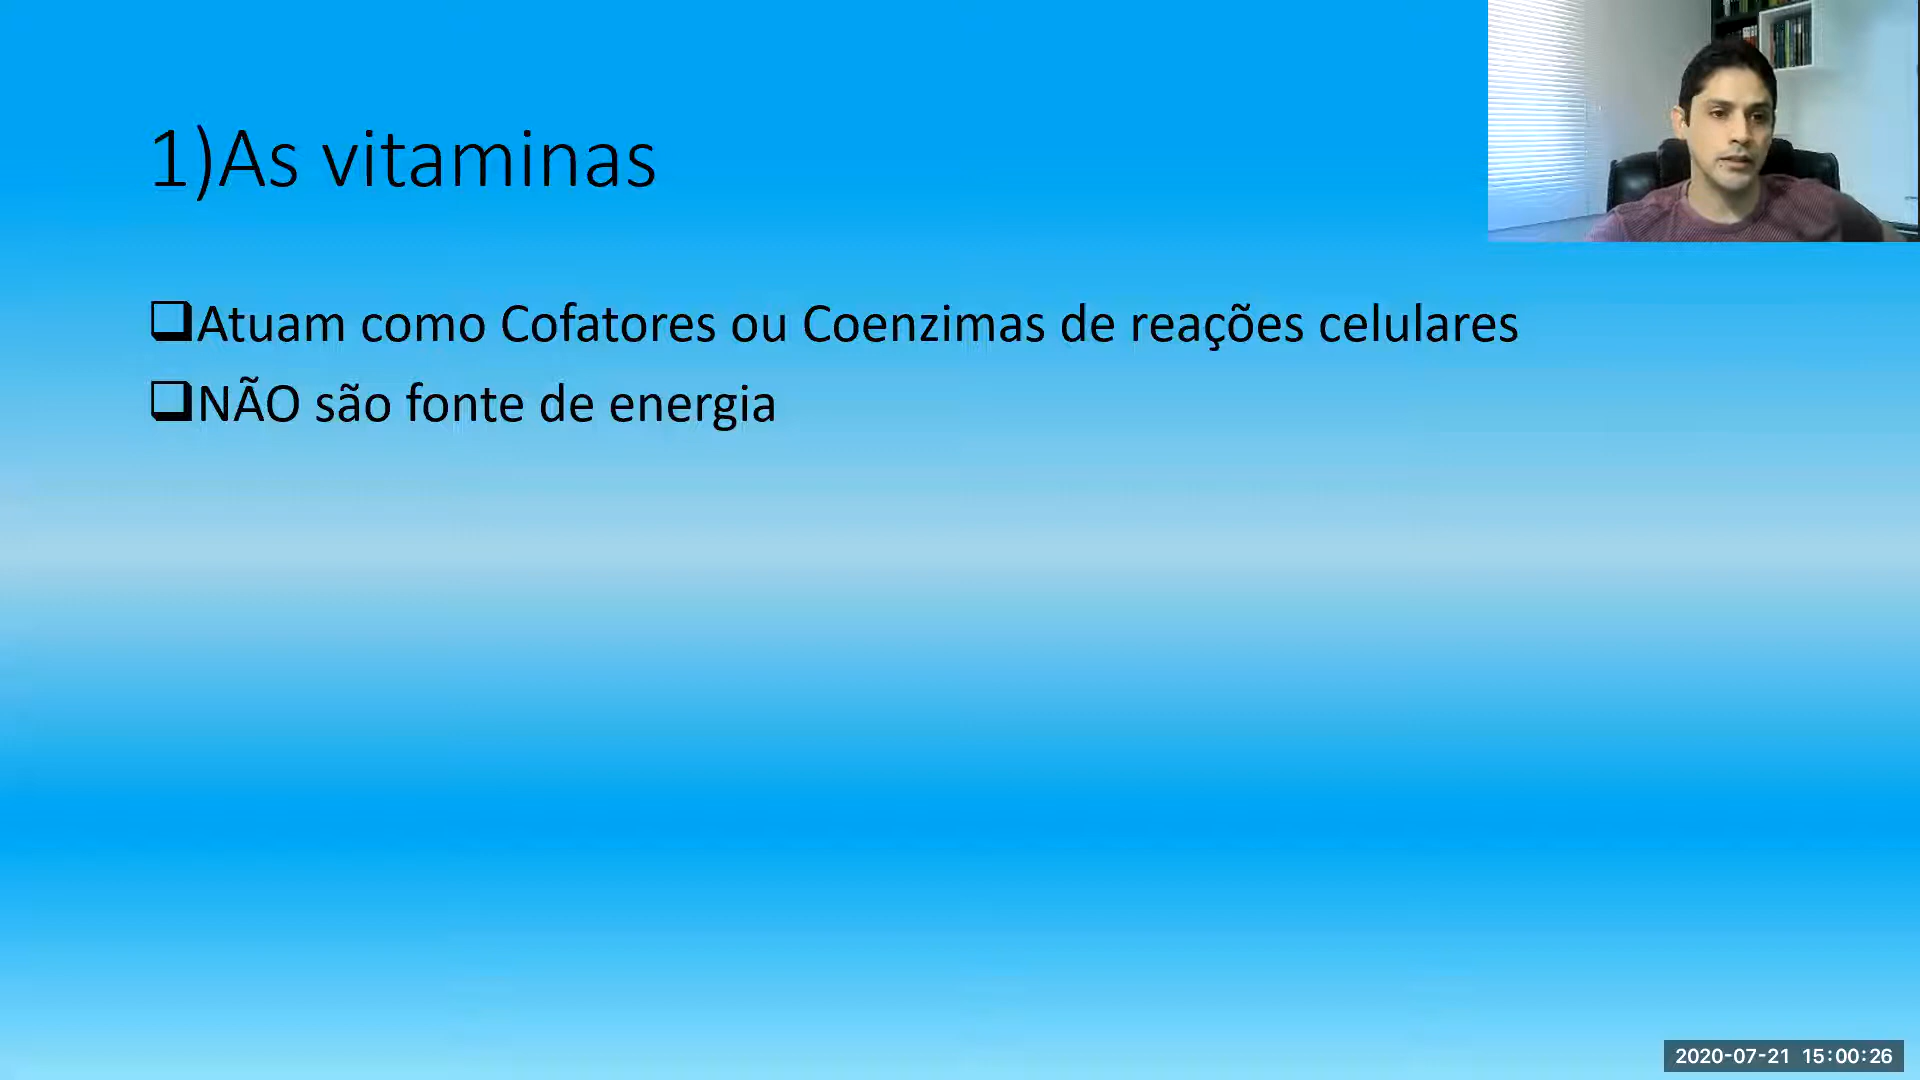 1)As vitaminas
❑Atuam como Cofatores ou Coenzimas de reações celulares
❑NÃO são fonte de energia
2020-07-21 15:00:26